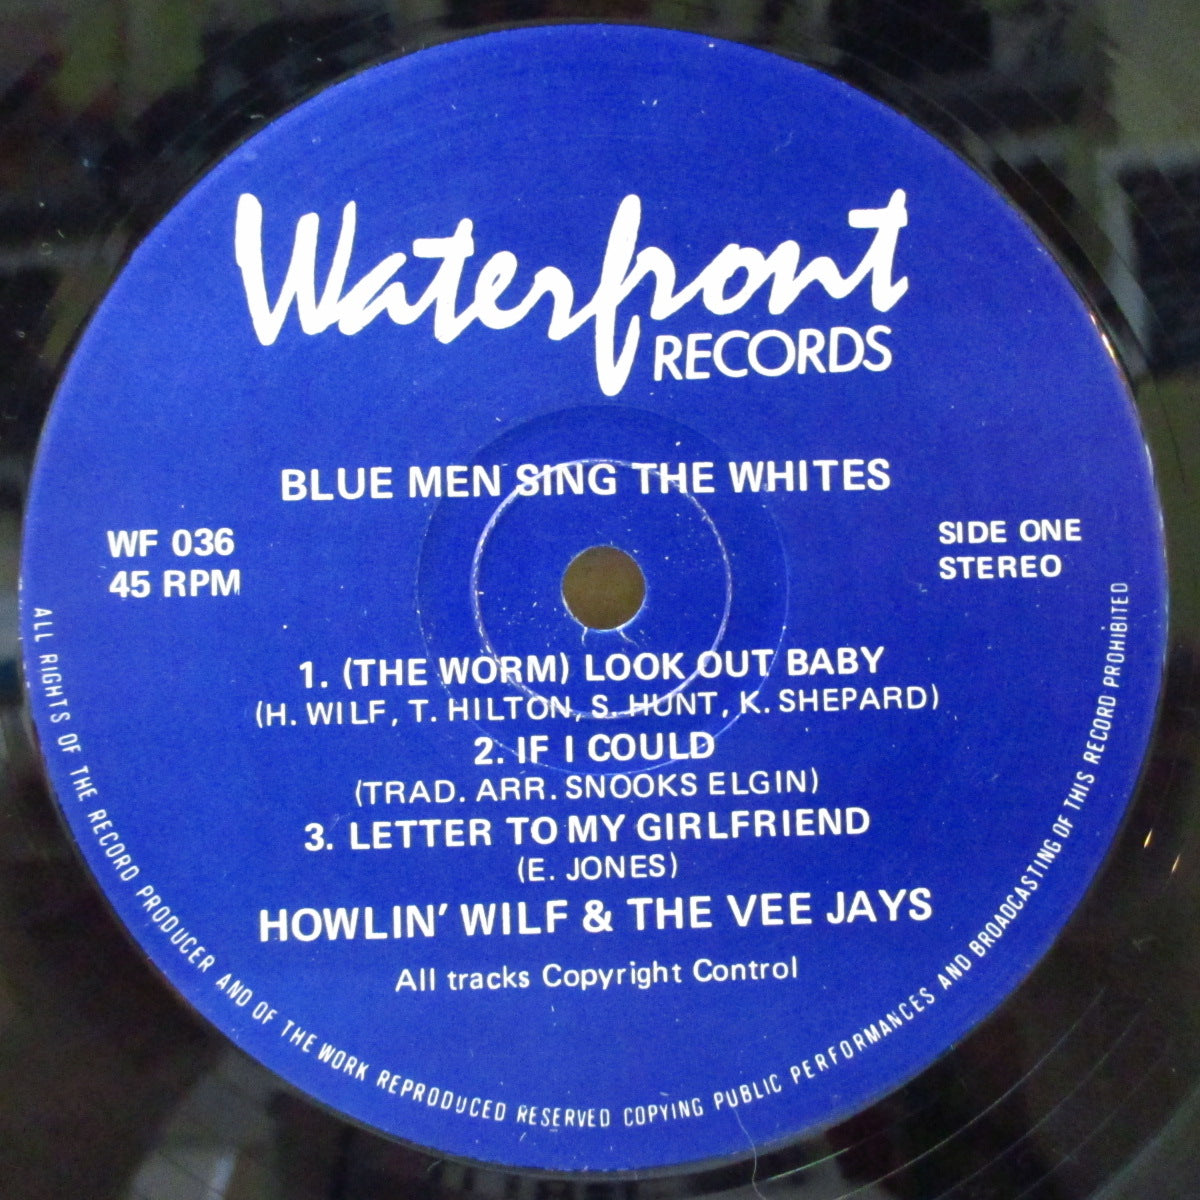 Waterfront
RECORDS
BLUE MEN SING THE WHITES
WF 036
45 RPM
SIDE ONE
STEREO
1. (THE WORM) LOOK OUT BABY
(H. WILF, T. HILTON, S. HUNT, K. SHEPARD)
2. IF I COULD
(TRAD. ARR. SNOOKS ELGIN)
3. LETTER TO MY GIRLFRIEND
(E. JONES)
HOWLIN' WILF & THE VEE JAYS
All tracks Copyright Control
ALL RIGHTS OF THE RECORD PRODUCER AND OF THE WORK REPRODUCED RESERVED COPYING PUBLIC PERFORMANCES AND BROADCASTING OF THIS RECORD PROHIBITED